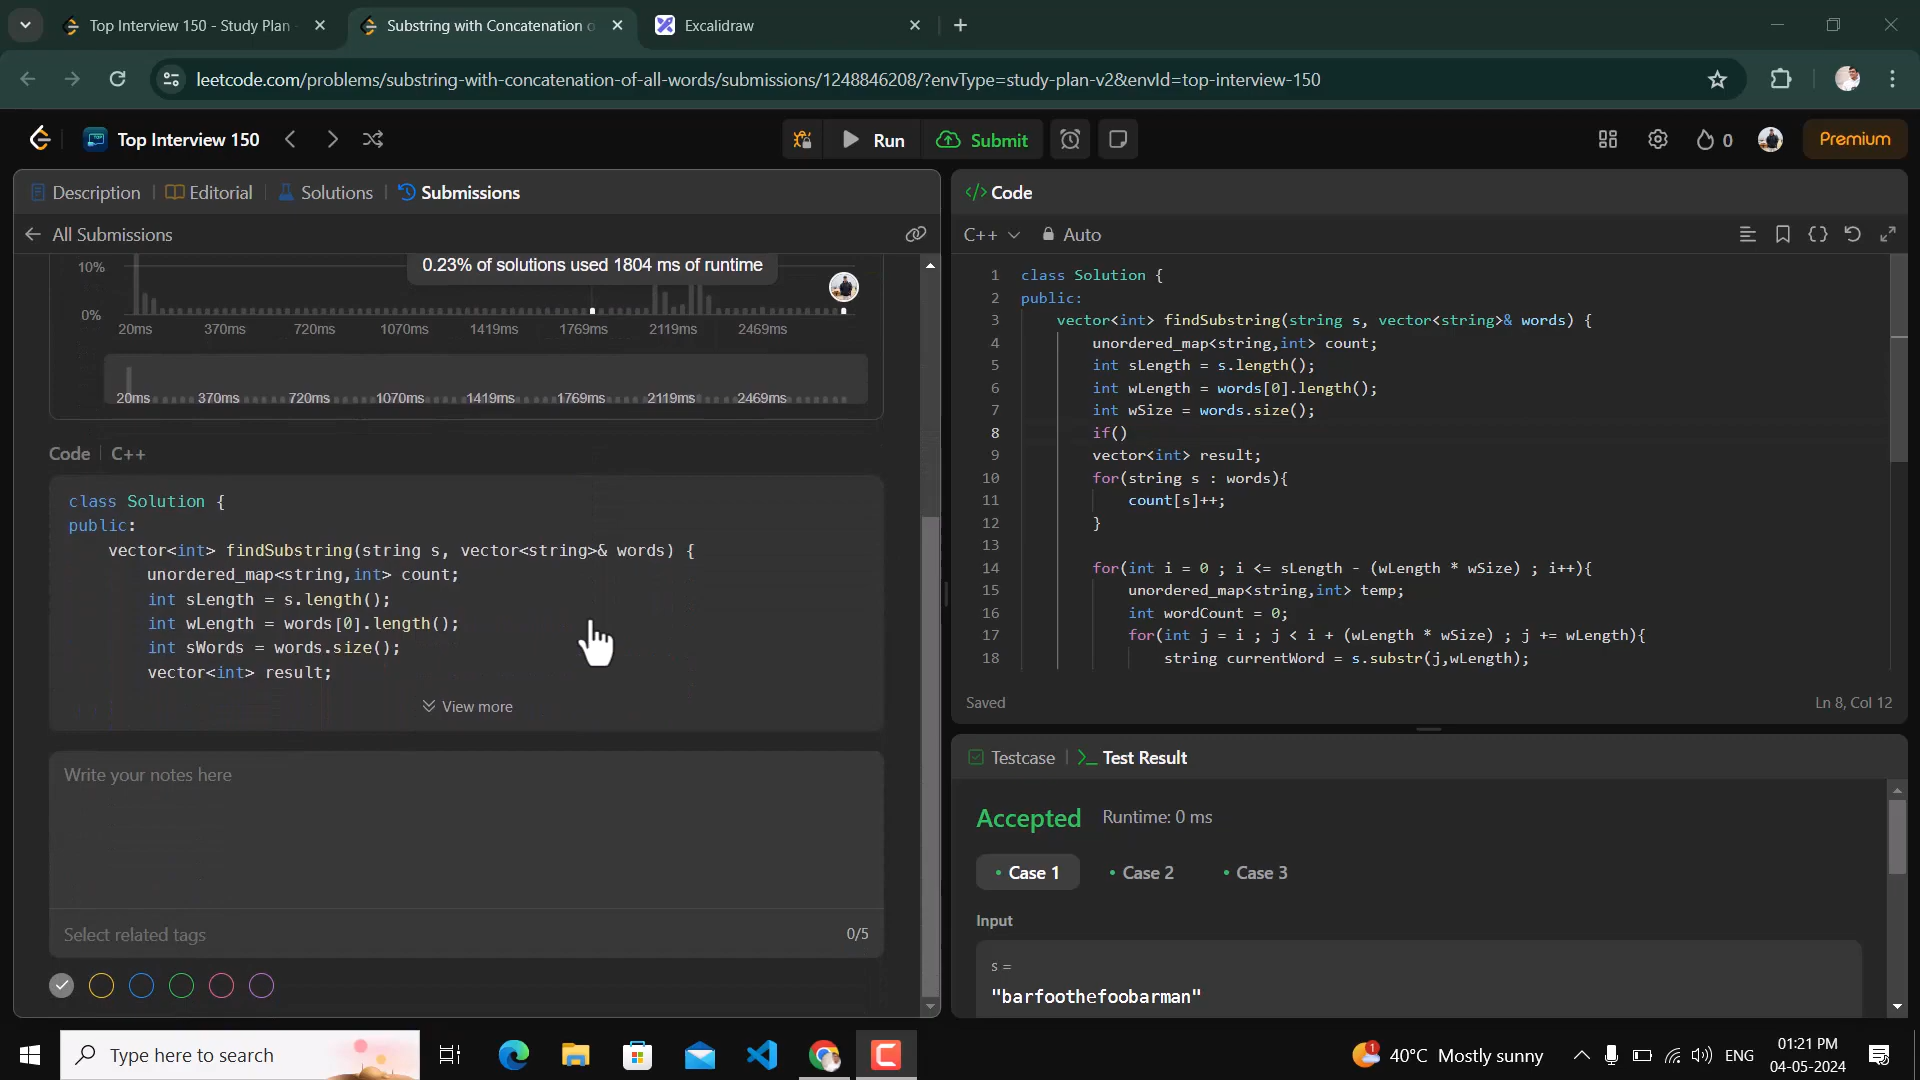 Top Interview 150 - Study Plan -
Substring with Concatenation o
Excalidraw
leetcode.com/problems/substring-with-concatenation-of-all-words/submissions/1248846208/?envType=study-plan-v2&envId=top-interview-150
Top Interview 150
Run
Submit
0
Premium
Description
Editorial
Solutions
Submissions
All Submissions
0.23% of solutions used 1804 ms of runtime
10%
0%
20ms 370ms 720ms 1070ms 1419ms 1769ms 2119ms 2469ms
20ms 370ms 720ms 1070ms 1419ms 1769ms 2119ms 2469ms
Code | C++
class Solution {
public:
vector<int> findSubstring(string s, vector<string>& words) {
unordered_map<string,int> count;
int sLength = s.length();
int wLength = words[0].length();
int sWords = words.size();
vector<int> result;
View more
Write your notes here
Select related tags
0/5
</> Code
C++
Auto
1 class Solution {
2 public:
3 vector<int> findSubstring(string s, vector<string>& words) {
4 unordered_map<string,int> count;
5 int sLength = s.length();
6 int wLength = words[0].length();
7 int wSize = words.size();
8 if()
9 vector<int> result;
10 for(string s : words){
11 count[s]++;
12 }
13
14 for(int i = 0 ; i <= sLength - (wLength * wSize) ; i++){
15 unordered_map<string,int> temp;
16 int wordCount = 0;
17 for(int j = i ; j < i + (wLength * wSize) ; j += wLength){
18 string currentWord = s.substr(j,wLength);
Saved
Ln 8, Col 12
Testcase
Test Result
Accepted
Runtime: 0 ms
Case 1
Case 2
Case 3
Input
s =
"barfoothefoobarman"
Type here to search
1
40°C Mostly sunny
ENG
01:21 PM
04-05-2024